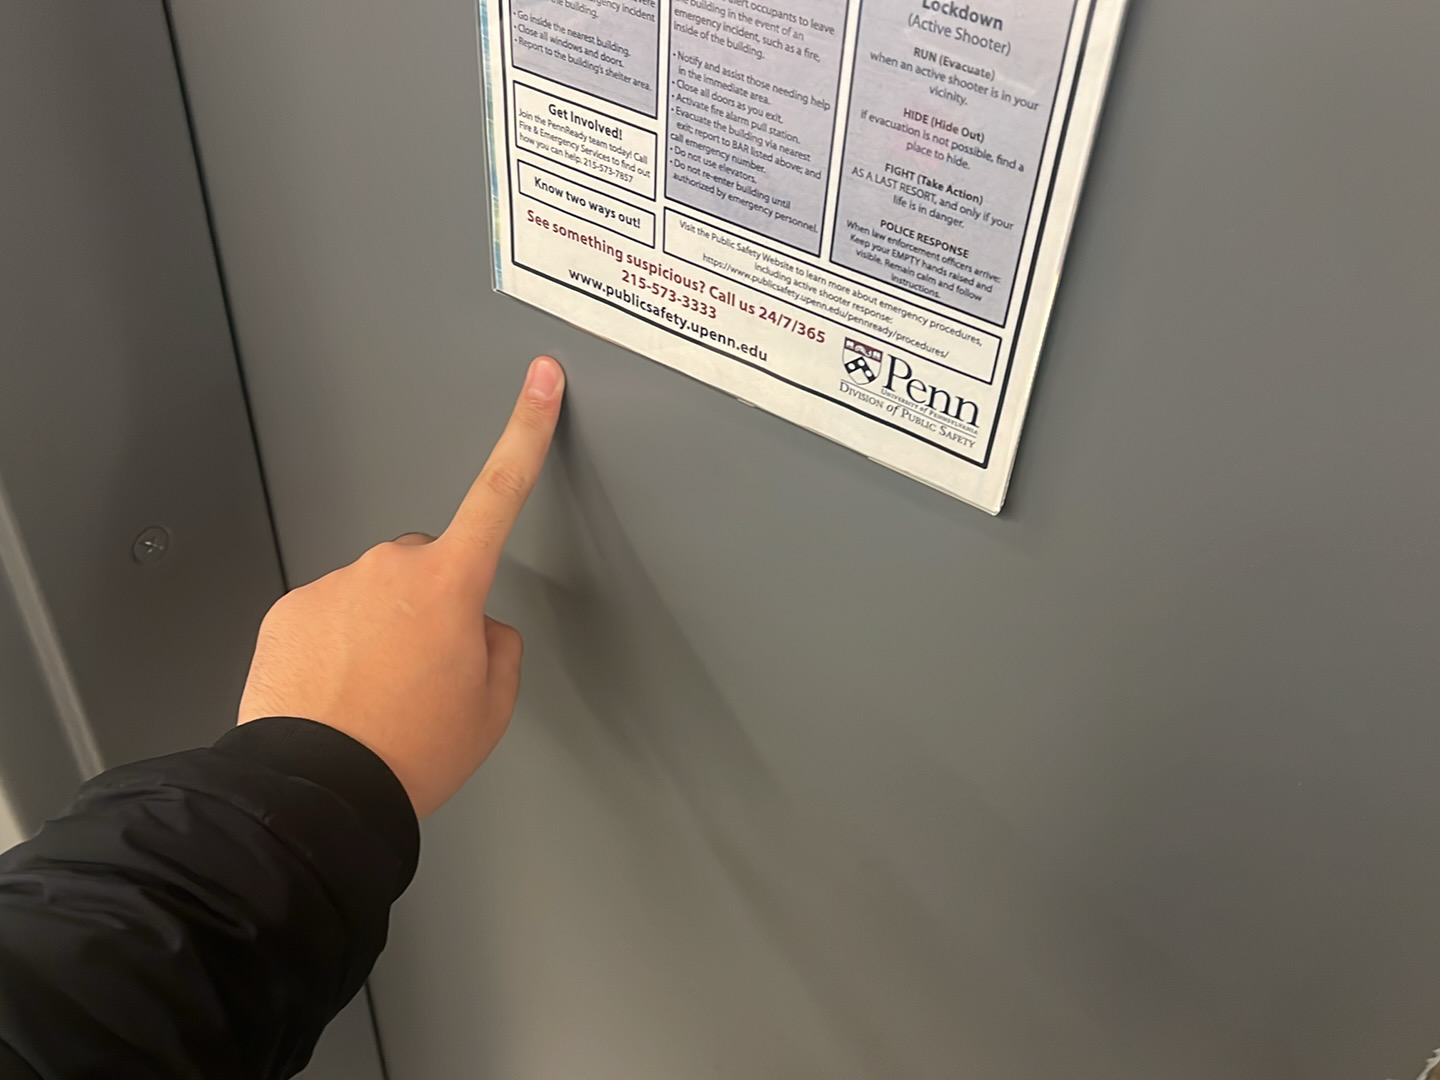 ergency incident
the building.
• Go inside the nearest building.
• Close all windows and doors.
• Report to the building's shelter area.
Get Involved!
Join the PennReady team today! Call
Fire & Emergency Services to find out
how you can help. 215-573-7857
Know two ways out!
alert occupants to leave
the building in the event of an
emergency incident, such as a fire,
inside of the building.
• Notify and assist those needing help
in the immediate area.
• Close all doors as you exit.
• Activate fire alarm pull station.
• Evacuate the building via nearest
exit; report to BAR listed above; and
call emergency number.
• Do not use elevators.
• Do not re-enter building until
authorized by emergency personnel.
Lockdown
(Active Shooter)
RUN (Evacuate)
when an active shooter is in your
vicinity.
HIDE (Hide Out)
if evacuation is not possible, find a
place to hide.
FIGHT (Take Action)
AS A LAST RESORT, and only if your
life is in danger.
POLICE RESPONSE
When law enforcement officers arrive:
Keep your EMPTY hands raised and
visible. Remain calm and follow
instructions.
Visit the Public Safety Website to learn more about emergency procedures,
including active shooter response:
https://www.publicsafety.upenn.edu/pennready/procedures/
See something suspicious? Call us 24/7/365
215-573-3333
www.publicsafety.upenn.edu
Penn
UNIVERSITY of PENNSYLVANIA
DIVISION of PUBLIC SAFETY